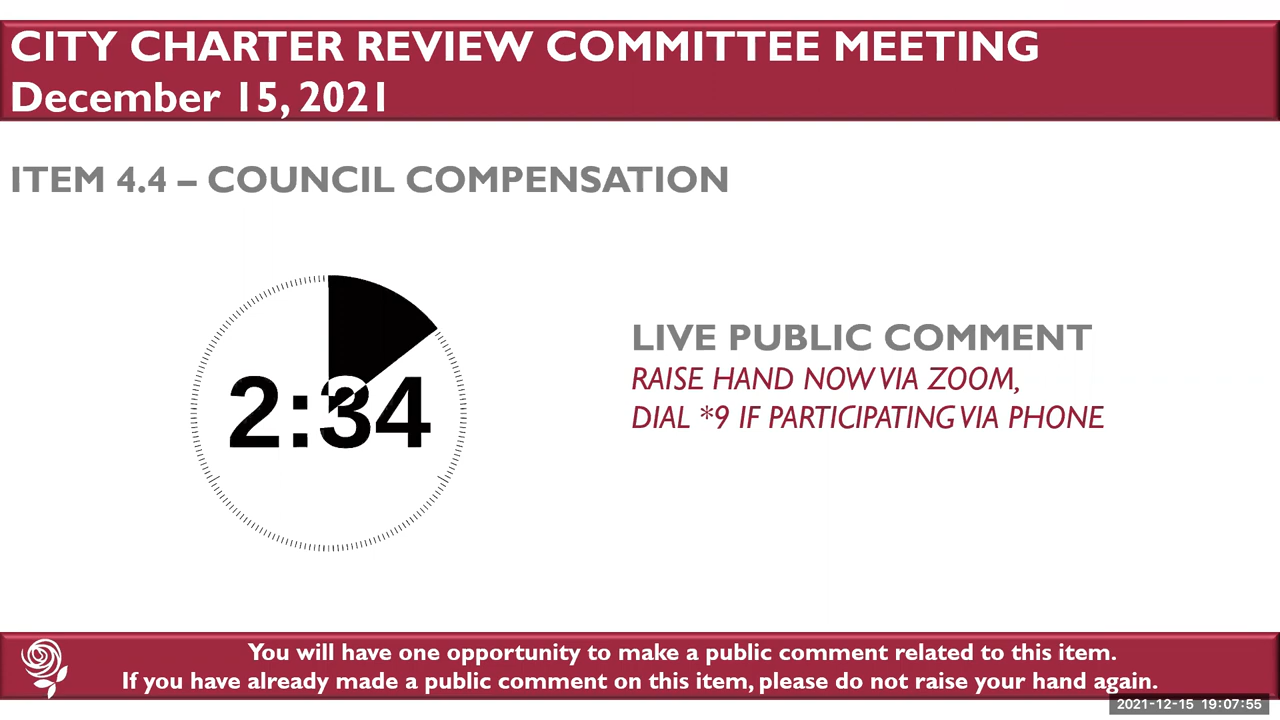 CITY CHARTER REVIEW COMMITTEE MEETING
December 15, 2021
ITEM 4.4 – COUNCIL COMPENSATION
2:34
LIVE PUBLIC COMMENT
RAISE HAND NOW VIA ZOOM,
DIAL *9 IF PARTICIPATING VIA PHONE
You will have one opportunity to make a public comment related to this item.
If you have already made a public comment on this item, please do not raise your hand again.
2021-12-15 19:07:55